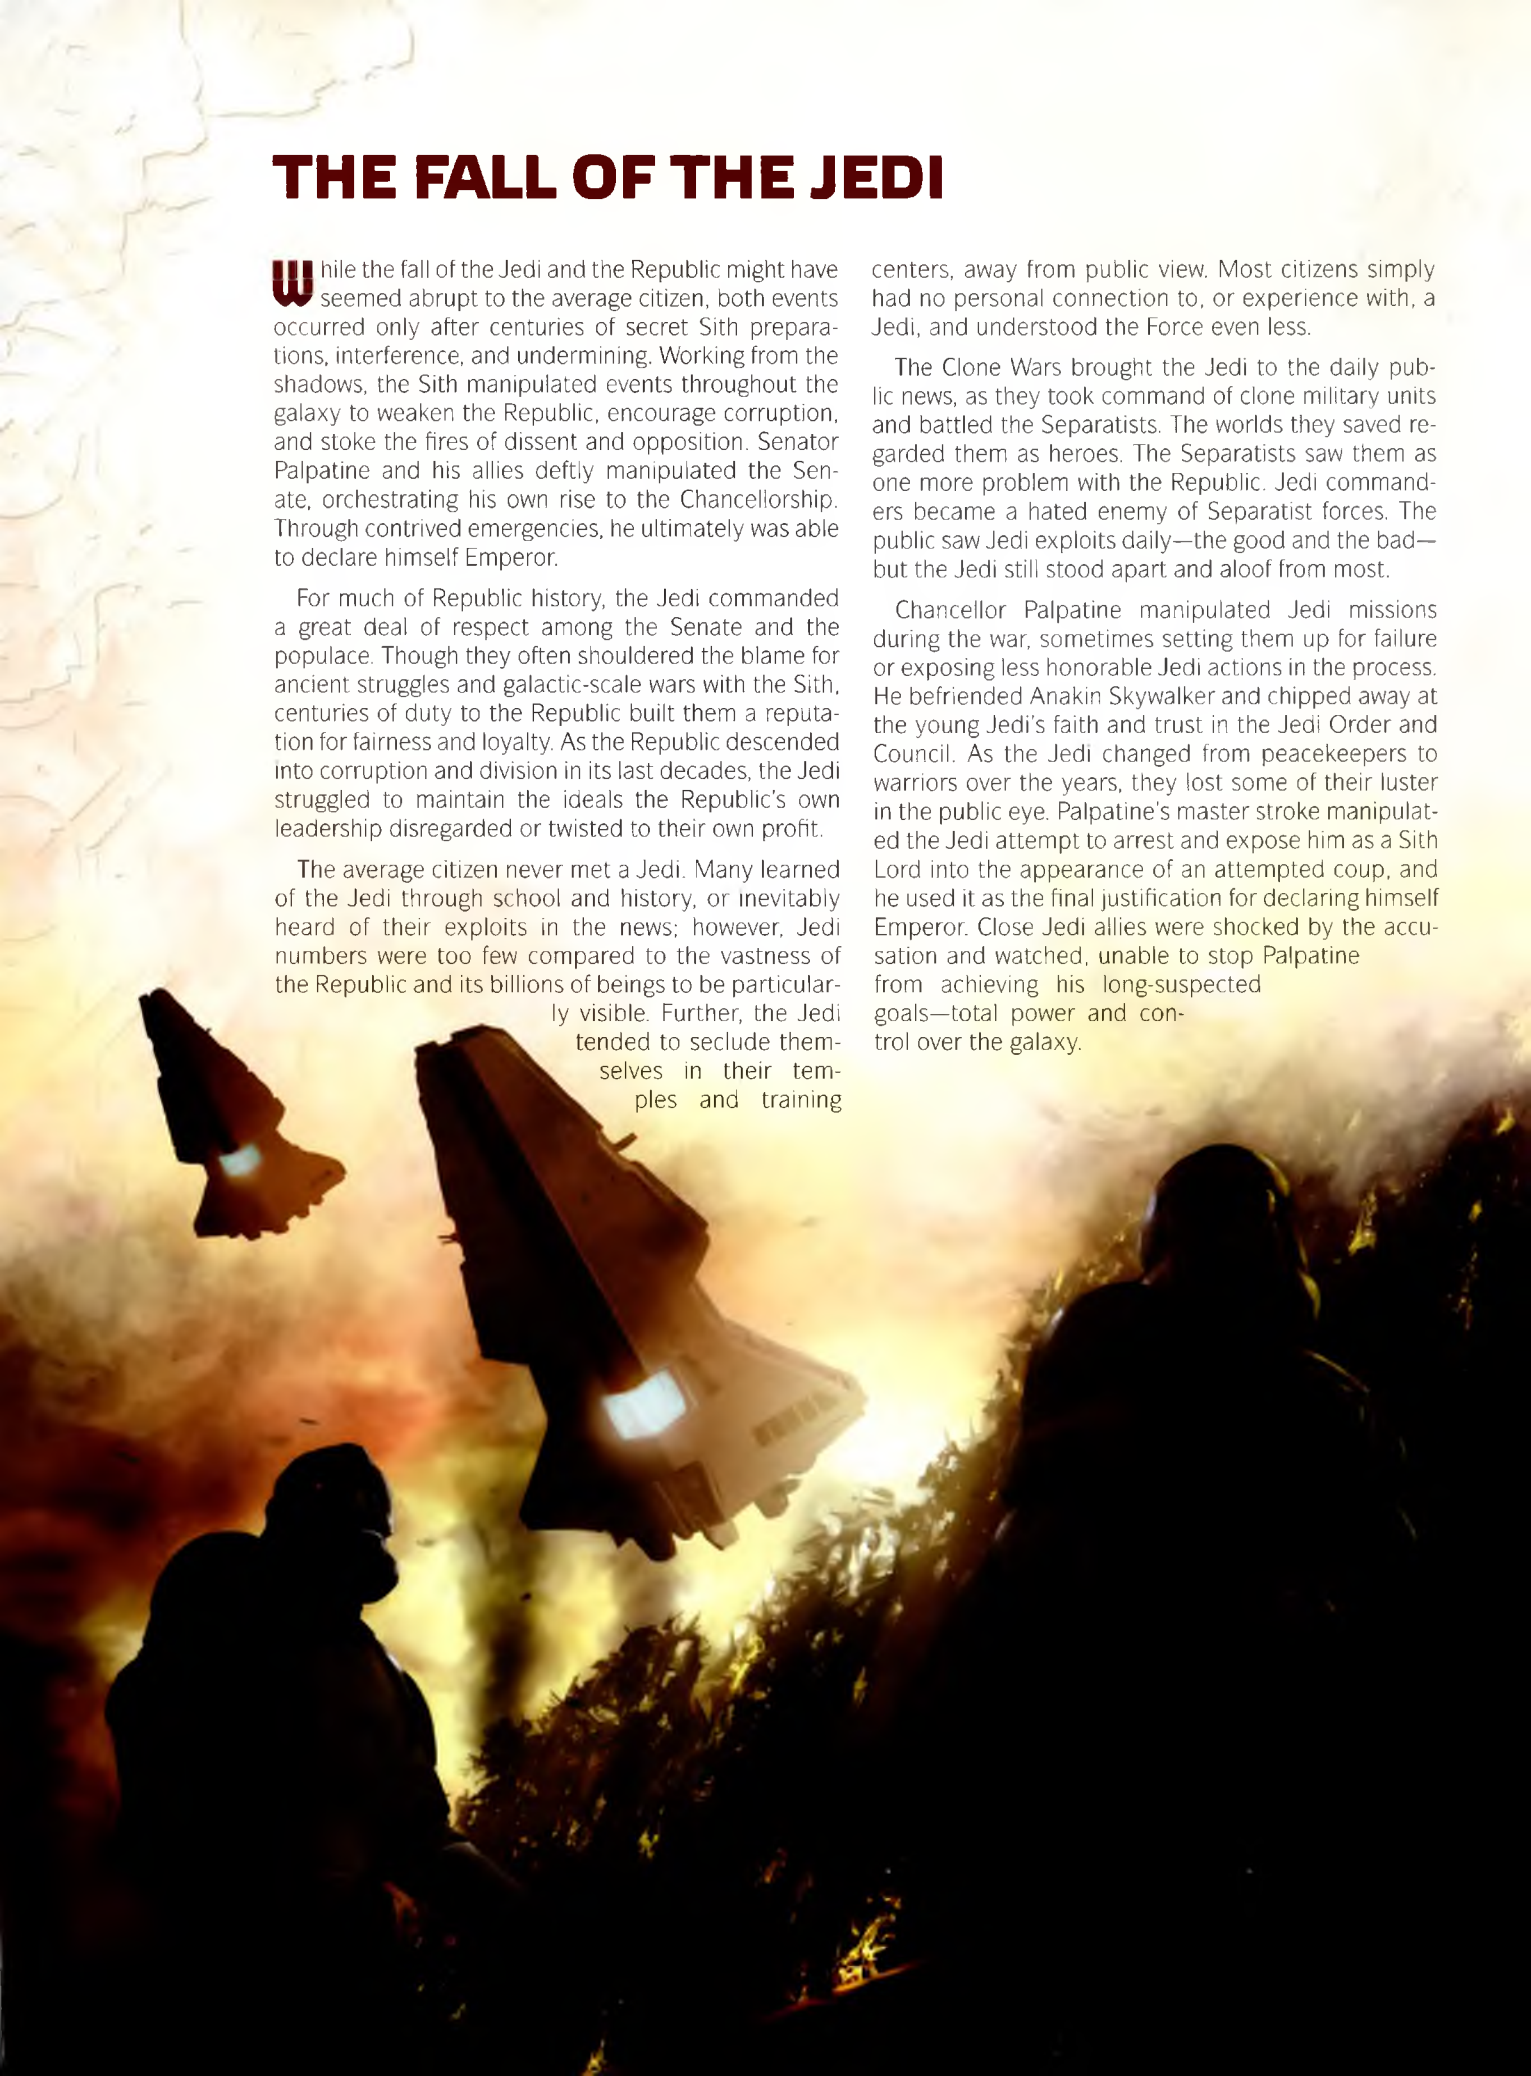 THE FALL OF THE JEDI
While the fall of the Jedi and the Republic might have
seemed abrupt to the average citizen, both events
occurred only after centuries of secret Sith prepara-
tions, interference, and undermining. Working from the
shadows, the Sith manipulated events throughout the
galaxy to weaken the Republic, encourage corruption,
and stoke the fires of dissent and opposition. Senator
Palpatine and his allies deftly manipulated the Sen-
ate, orchestrating his own rise to the Chancellorship.
Through contrived emergencies, he ultimately was able
to declare himself Emperor.
For much of Republic history, the Jedi commanded
a great deal of respect among the Senate and the
populace. Though they often shouldered the blame for
ancient struggles and galactic-scale wars with the Sith,
centuries of duty to the Republic built them a reputa-
tion for fairness and loyalty. As the Republic descended
into corruption and division in its last decades, the Jedi
struggled to maintain the ideals the Republic's own
leadership disregarded or twisted to their own profit.
The average citizen never met a Jedi. Many learned
of the Jedi through school and history, or inevitably
heard of their exploits in the news; however, Jedi
numbers were too few compared to the vastness of
the Republic and its billions of beings to be particular-
ly visible. Further, the Jedi
tended to seclude them-
selves in their tem-
ples and training
centers, away from public view. Most citizens simply
had no personal connection to, or experience with, a
Jedi, and understood the Force even less.
The Clone Wars brought the Jedi to the daily pub-
lic news, as they took command of clone military units
and battled the Separatists. The worlds they saved re-
garded them as heroes. The Separatists saw them as
one more problem with the Republic. Jedi command-
ers became a hated enemy of Separatist forces. The
public saw Jedi exploits daily—the good and the bad—
but the Jedi still stood apart and aloof from most.
Chancellor Palpatine manipulated Jedi missions
during the war, sometimes setting them up for failure
or exposing less honorable Jedi actions in the process.
He befriended Anakin Skywalker and chipped away at
the young Jedi's faith and trust in the Jedi Order and
Council. As the Jedi changed from peacekeepers to
warriors over the years, they lost some of their luster
in the public eye. Palpatine's master stroke manipulat-
ed the Jedi attempt to arrest and expose him as a Sith
Lord into the appearance of an attempted coup, and
he used it as the final justification for declaring himself
Emperor. Close Jedi allies were shocked by the accu-
sation and watched, unable to stop Palpatine
from achieving his long-suspected
goals—total power and con-
trol over the galaxy.